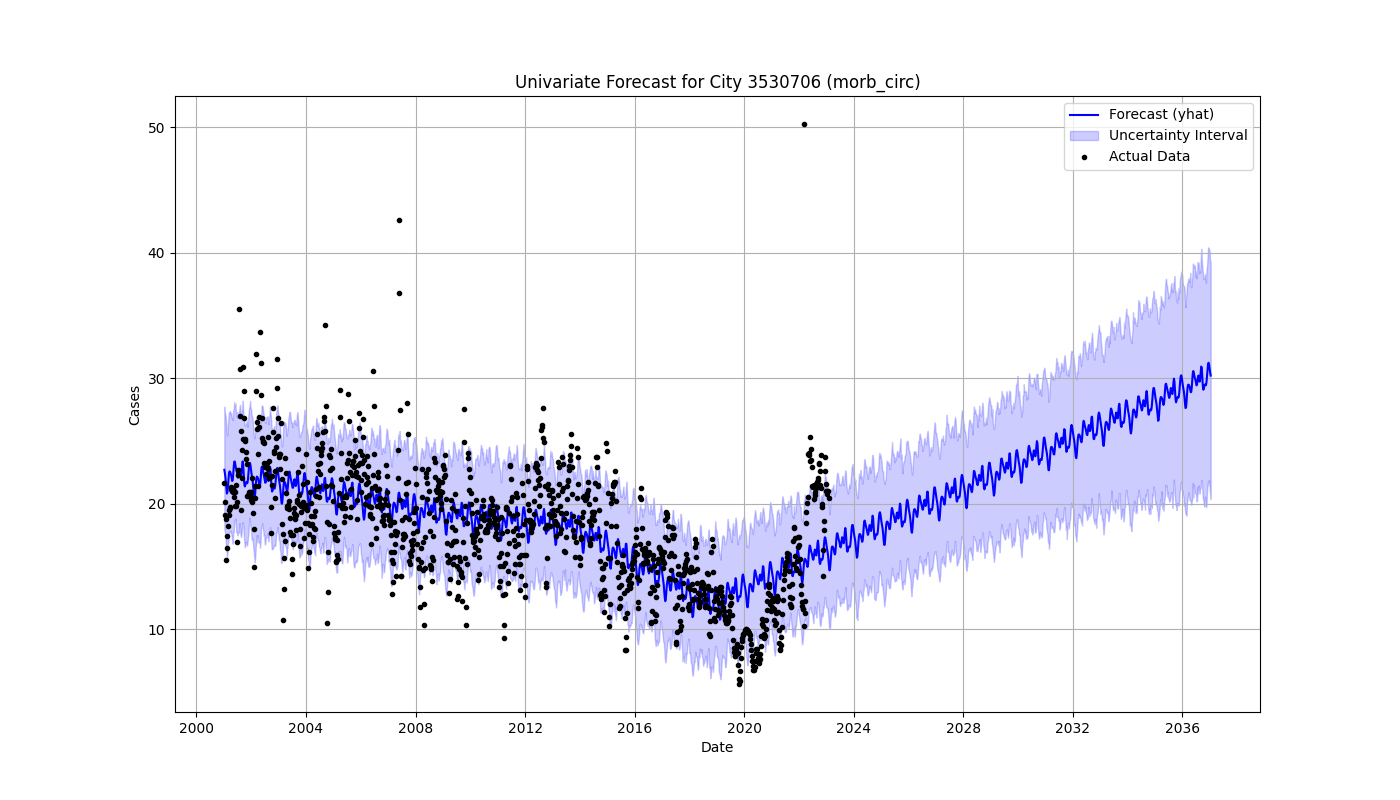 Univariate Forecast for City 3530706 (morb_circ)
Forecast (yhat)
Uncertainty Interval
Actual Data
50
40
30
20
10
Cases
2000 2004 2008 2012 2016 2020 2024 2028 2032 2036
Date